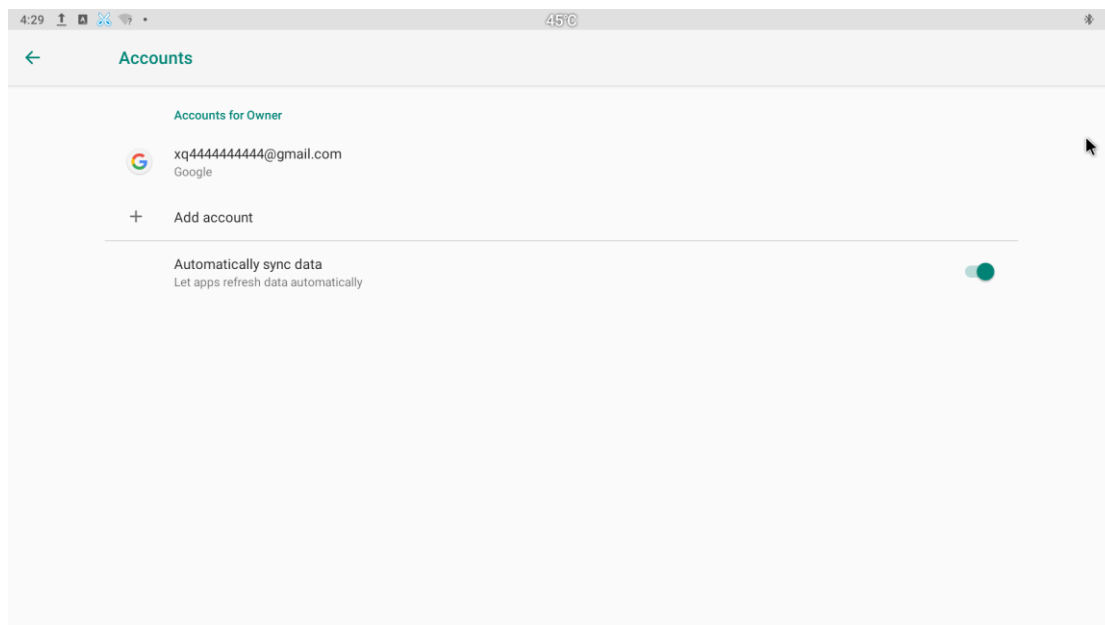 4:29
45°C
Accounts
Accounts for Owner
xq4444444444@gmail.com
Google
Add account
Automatically sync data
Let apps refresh data automatically